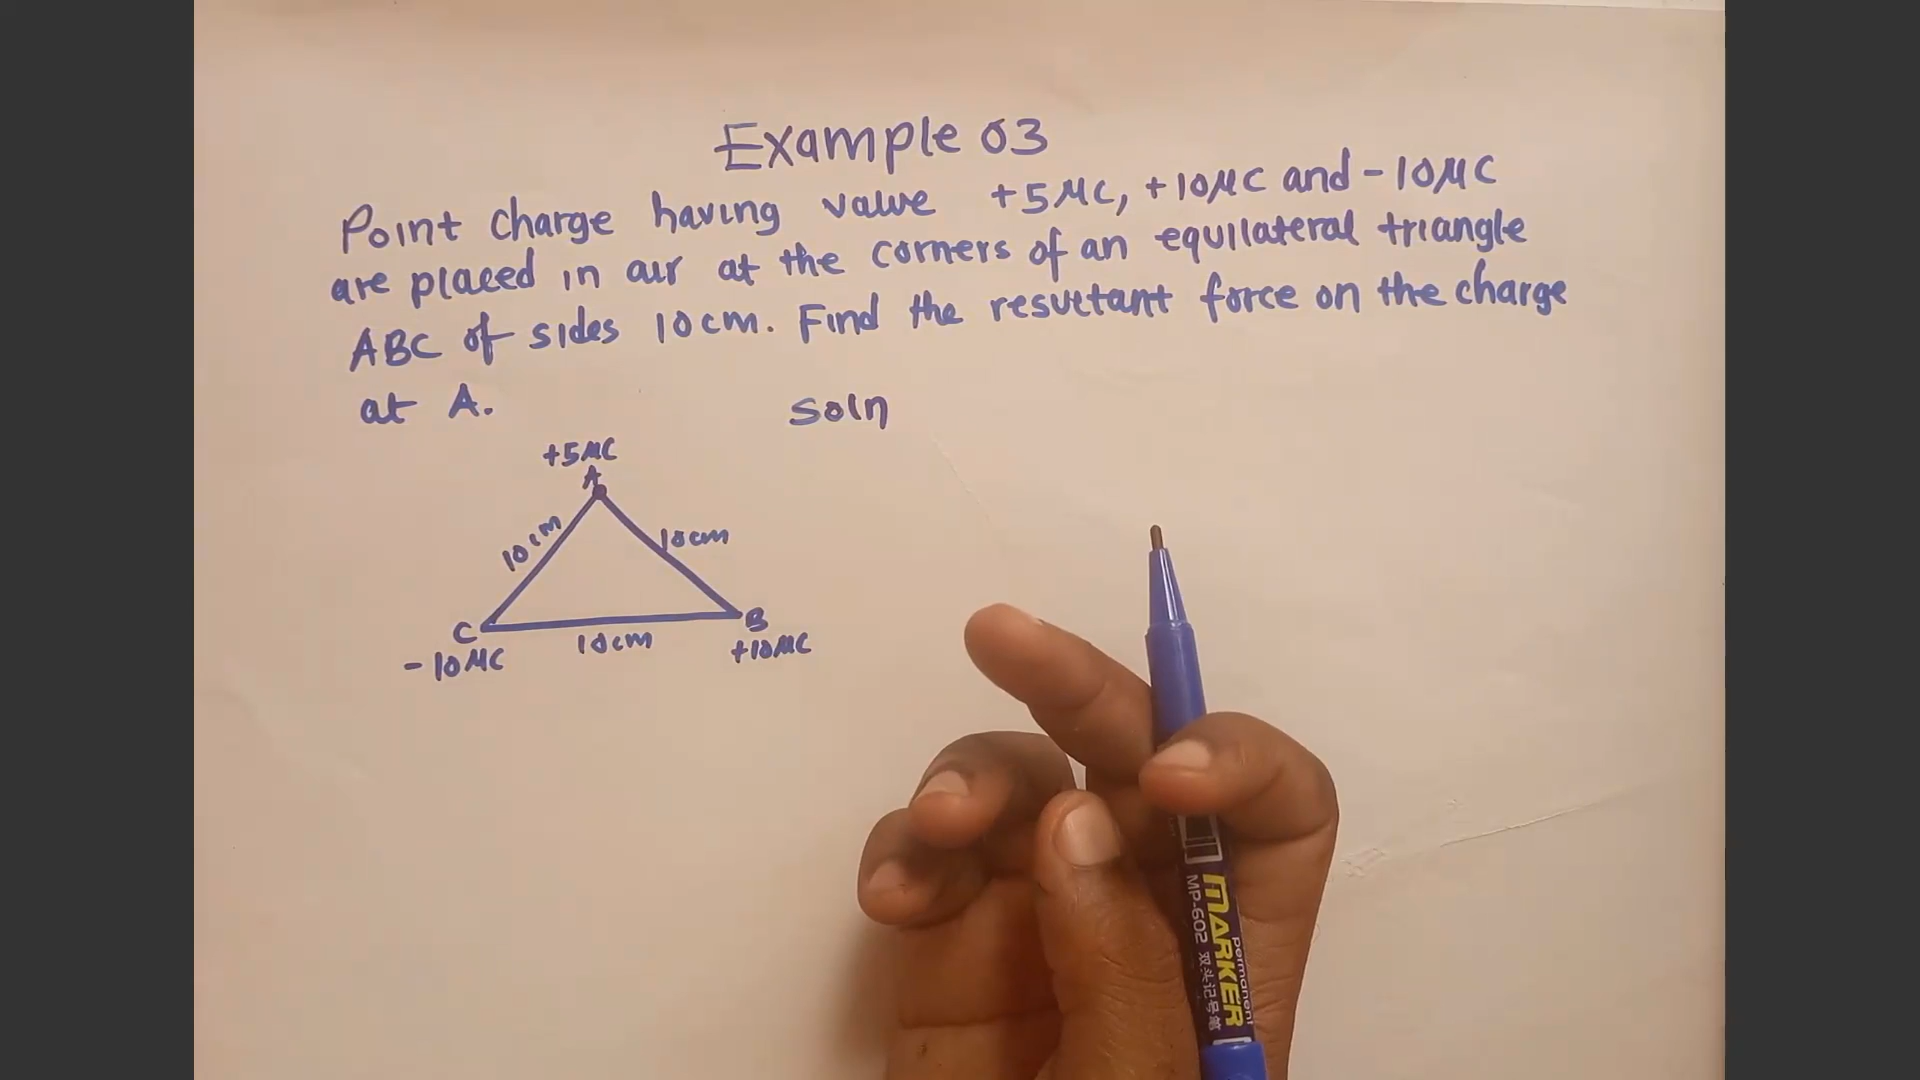 Example 03
Point charge having value +5μC, +10μC and -10μC
are placed in air at the corners of an equilateral triangle
ABC of sides 10cm. Find the resultant force on the charge
at A.
Soln
+5μC
A
10cm
10cm
C
B
10cm
-10μC
+10μC
permanent
MARKER
MP-602 双头记号笔